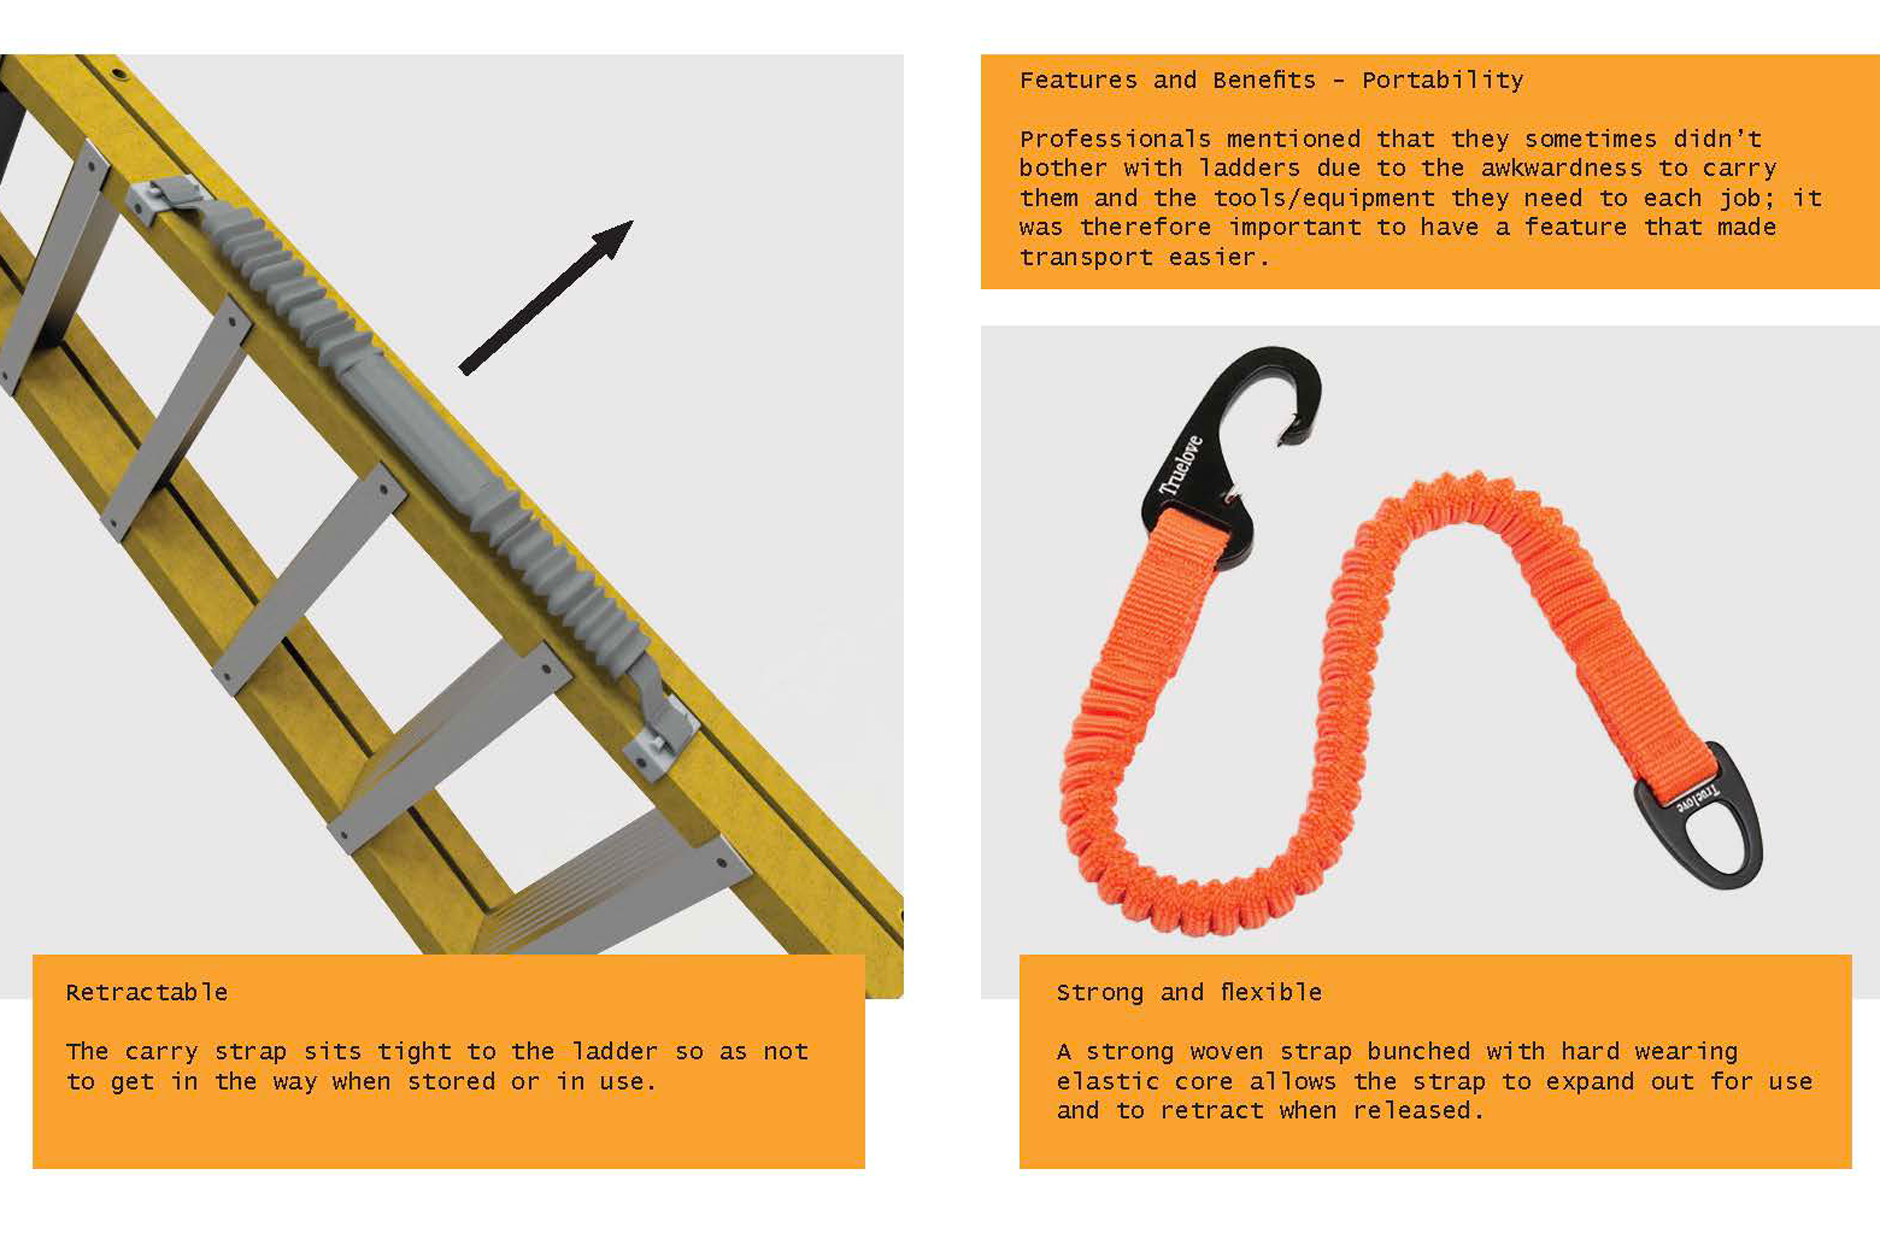 Features and Benefits – Portability
Professionals mentioned that they sometimes didn’t
bother with ladders due to the awkwardness to carry
them and the tools/equipment they need to each job; it
was therefore important to have a feature that made
transport easier.
Truelove
Truelove
Retractable
The carry strap sits tight to the ladder so as not
to get in the way when stored or in use.
Strong and flexible
A strong woven strap bunched with hard wearing
elastic core allows the strap to expand out for use
and to retract when released.